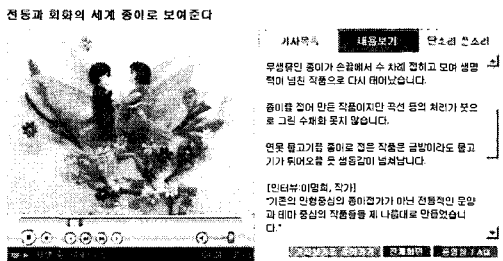 전통과 회화의 세계 종이로 보여준다
기사목록 내용보기 단소리 쓴소리
무생뮤인 종이가 손끝에서 수 차례 접히고 모여 생명
력이 넘친 작품으로 다시 태어났습니다.
종이를 접어 만든 작품이지만 곡선 등의 처리가 붓으
로 그린 수채화 못지 않습니다.
연못 물고기를 종이로 접은 작품은 금방이라도 물고
기가 튀어오를 듯 생동감이 넘쳐납니다.
[인터뷰:이명희, 작가]
"기존의 인형중심의 종이접기가 아닌 전통적인 문양
과 테마 중심의 작품들을 제 나름대로 만들었습니
다."
전체화면 동영상